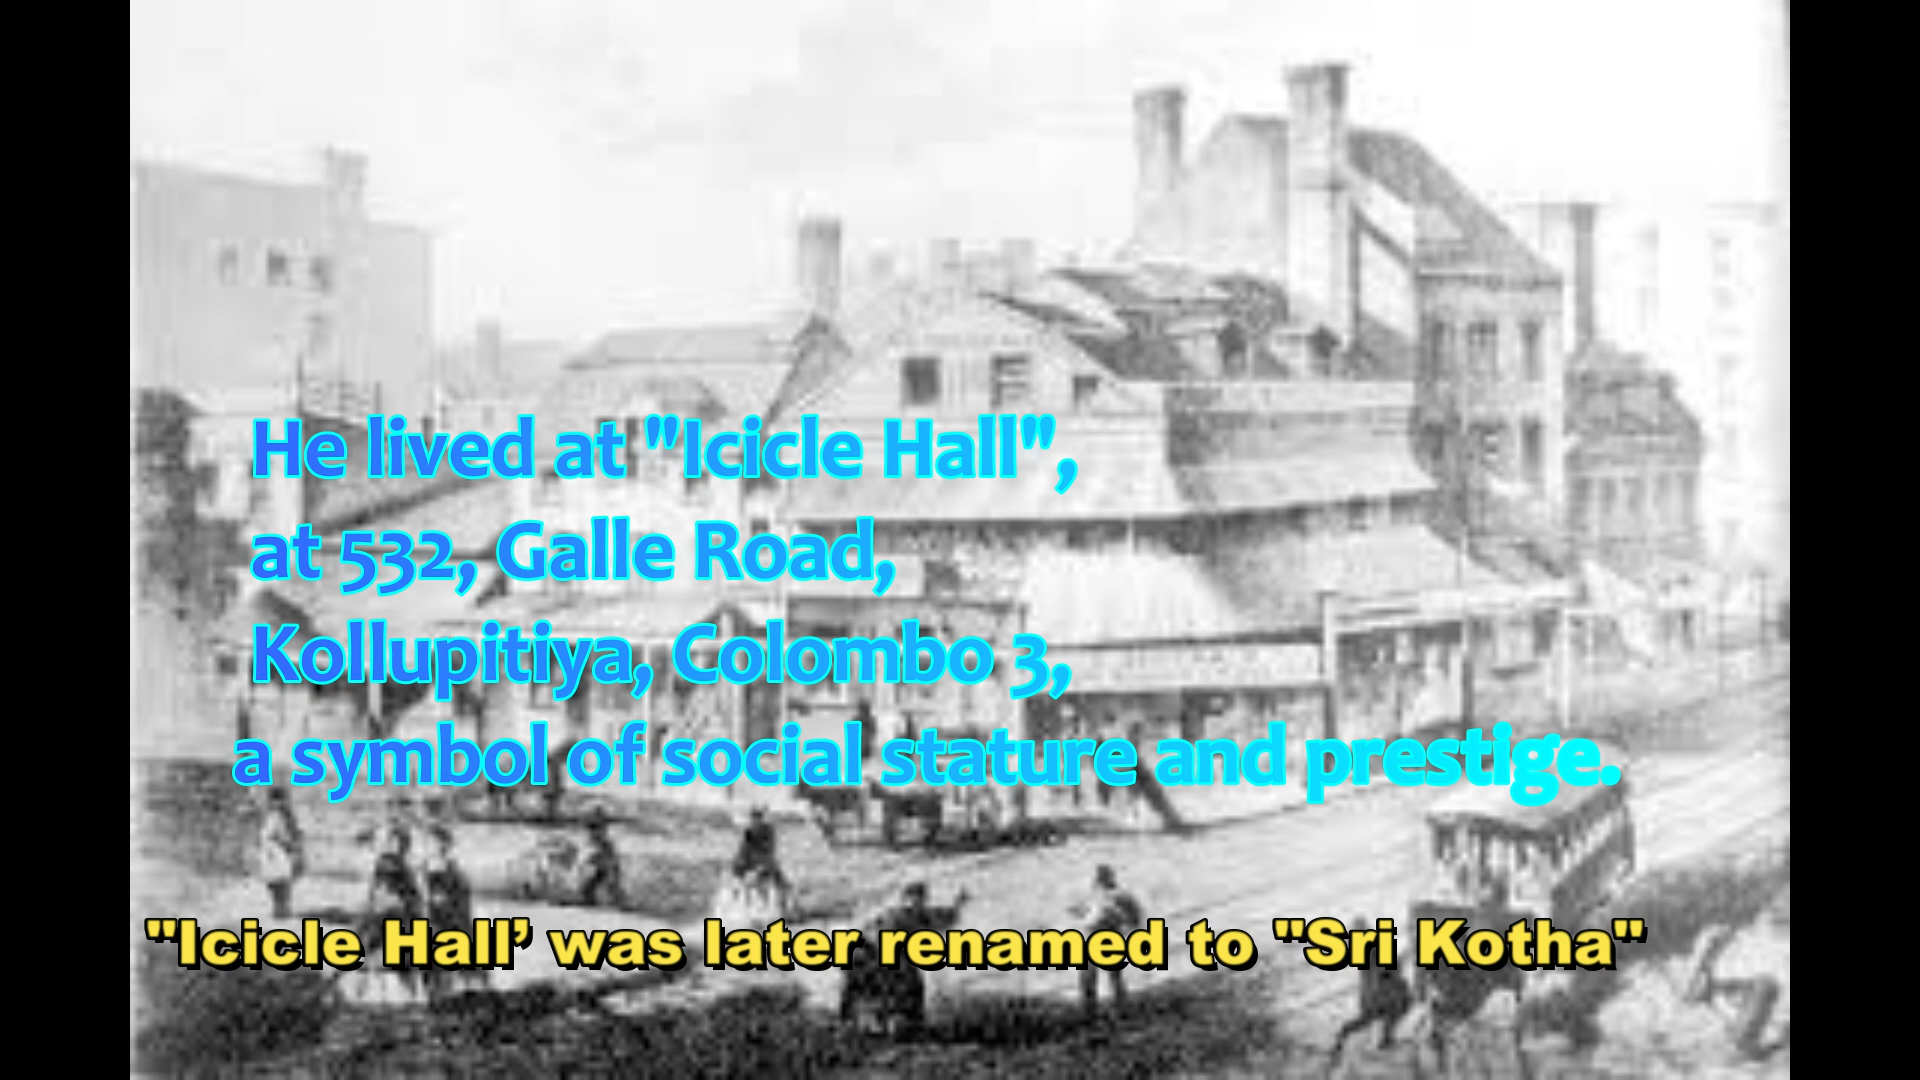 He lived at "Icicle Hall",
at 532, Galle Road,
Kollupitiya, Colombo 3,
a symbol of social stature and prestige.
"Icicle Hall’ was later renamed to "Sri Kotha"